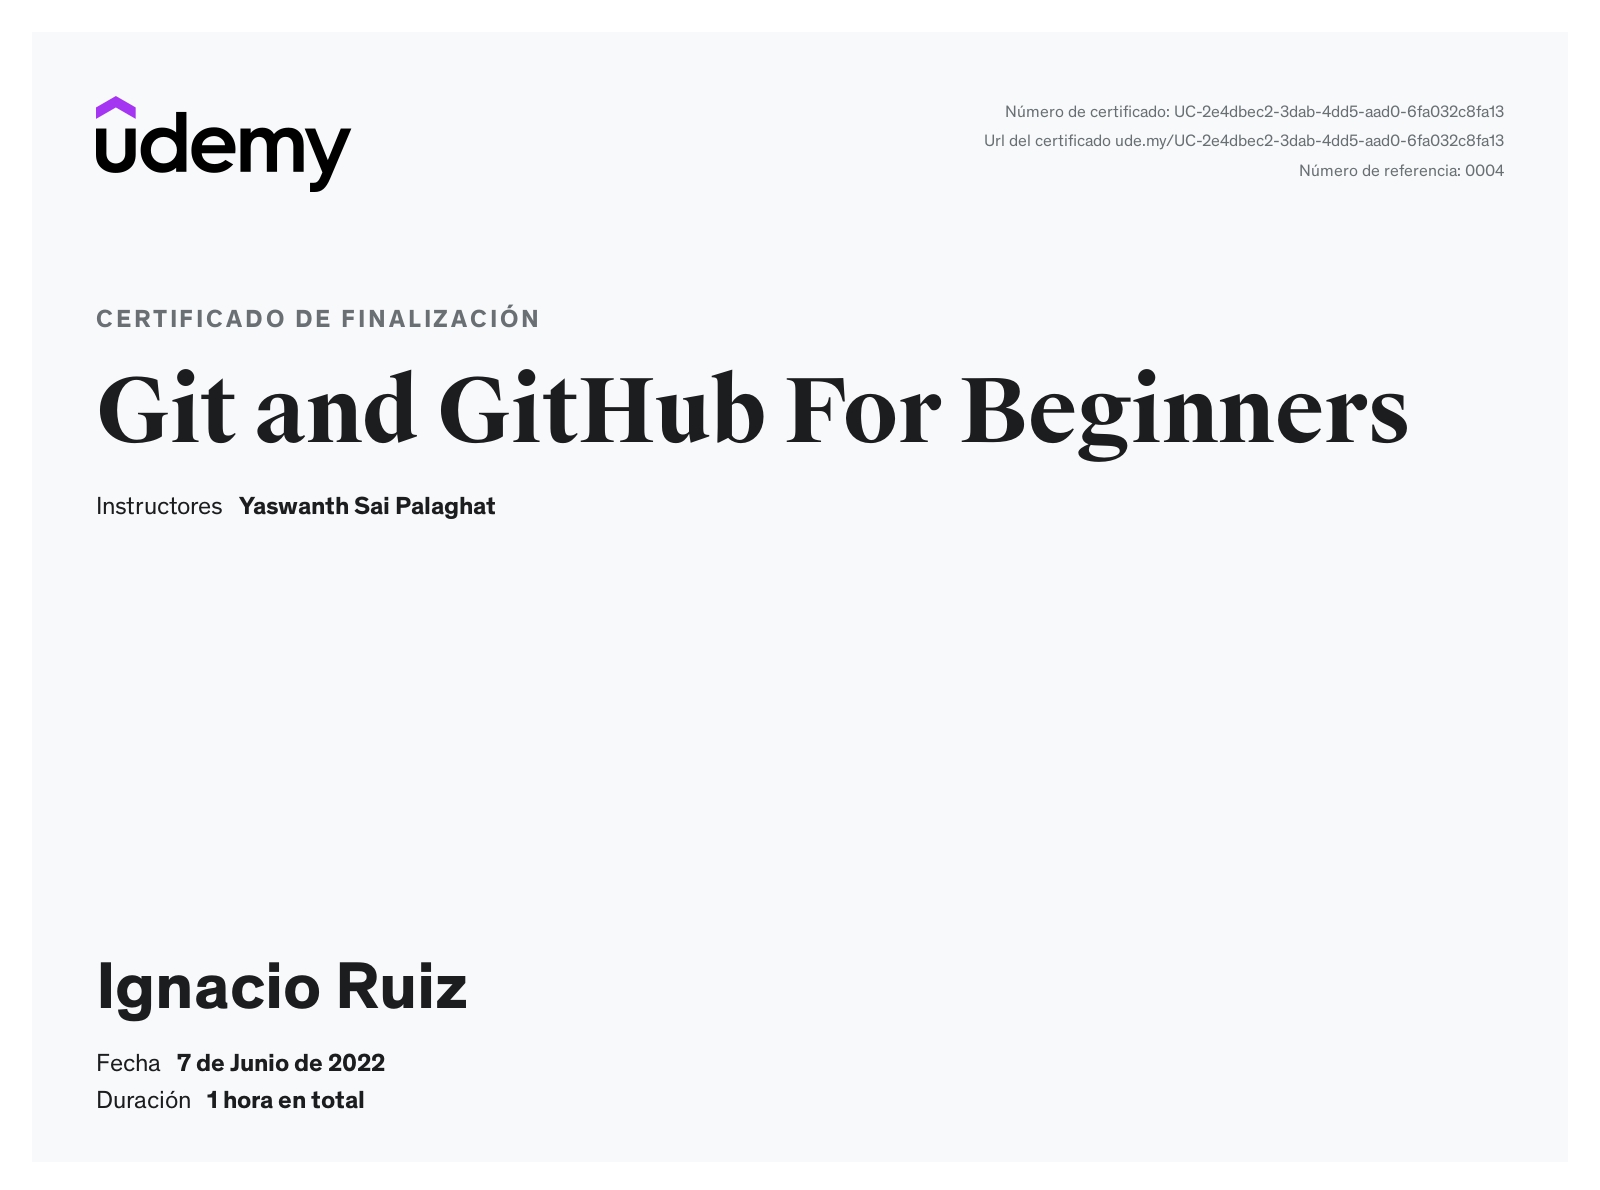 udemy
Número de certificado: UC-2e4dbec2-3dab-4dd5-aad0-6fa032c8fa13
Url del certificado ude.my/UC-2e4dbec2-3dab-4dd5-aad0-6fa032c8fa13
Número de referencia: 0004
CERTIFICADO DE FINALIZACIÓN
Git and GitHub For Beginners
Instructores Yaswanth Sai Palaghat
Ignacio Ruiz
Fecha 7 de Junio de 2022
Duración 1 hora en total